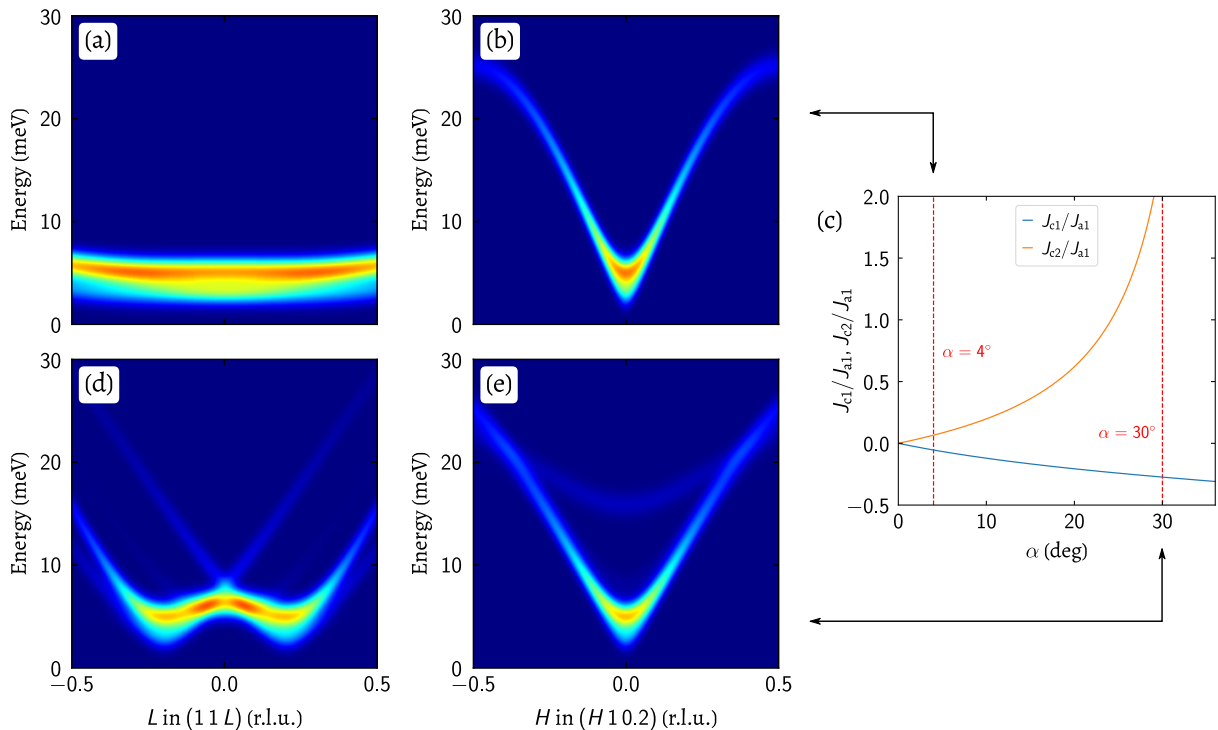 (a)
30
20
10
0
Energy (meV)
(b)
30
20
10
0
Energy (meV)
(c)
2.0
1.5
1.0
0.5
0.0
−0.5
J_c1/J_a1, J_c2/J_a1
J_c1/J_a1
J_c2/J_a1
α = 4°
α = 30°
0 10 20 30
α (deg)
(d)
30
20
10
0
Energy (meV)
−0.5 0.0 0.5
L in (1 1 L) (r.l.u.)
(e)
30
20
10
0
Energy (meV)
−0.5 0.0 0.5
H in (H 1 0.2) (r.l.u.)